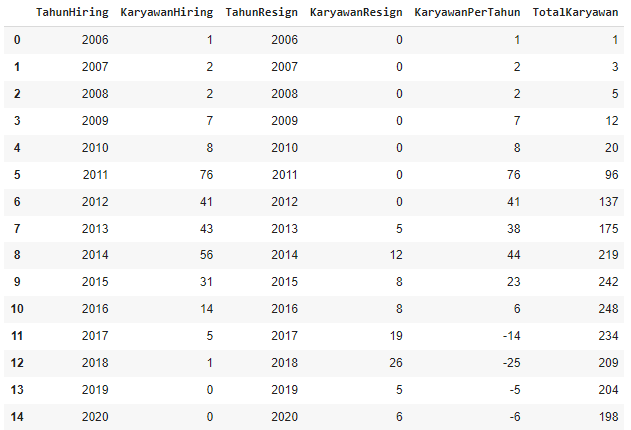 TahunHiring KaryawanHiring TahunResign KaryawanResign KaryawanPerTahun TotalKaryawan
0 2006 1 2006 0 1 1
1 2007 2 2007 0 2 3
2 2008 2 2008 0 2 5
3 2009 7 2009 0 7 12
4 2010 8 2010 0 8 20
5 2011 76 2011 0 76 96
6 2012 41 2012 0 41 137
7 2013 43 2013 5 38 175
8 2014 56 2014 12 44 219
9 2015 31 2015 8 23 242
10 2016 14 2016 8 6 248
11 2017 5 2017 19 -14 234
12 2018 1 2018 26 -25 209
13 2019 0 2019 5 -5 204
14 2020 0 2020 6 -6 198